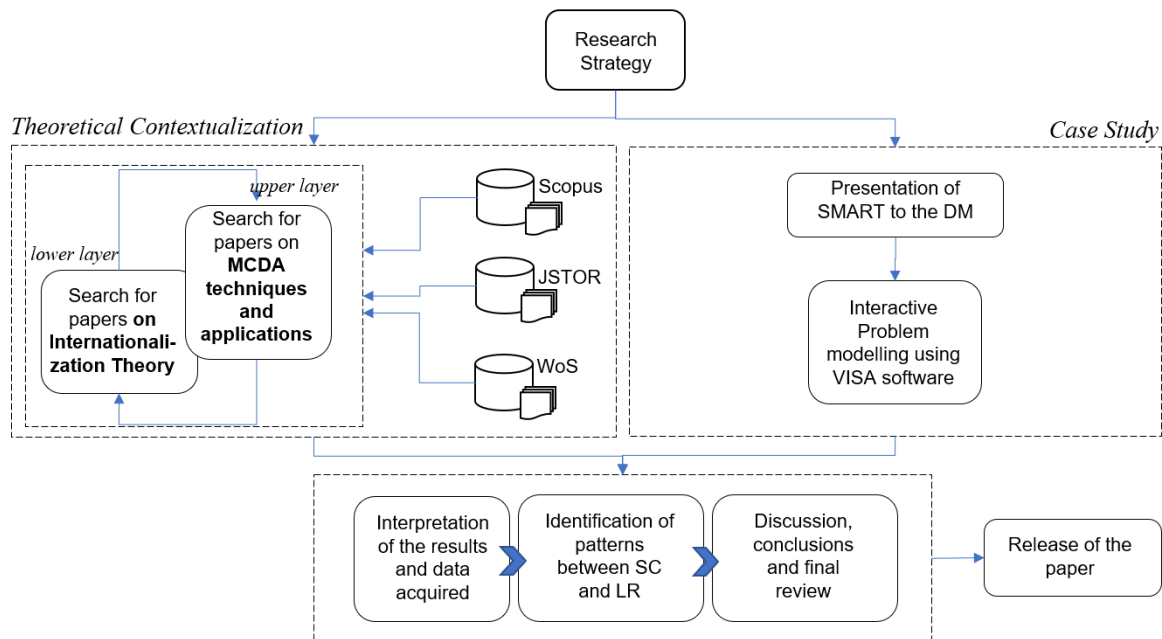 Research
Strategy
Theoretical Contextualization
Case Study
upper layer
Search for
papers on
MCDA
techniques
and
applications
lower layer
Search for
papers on
Internationali-
zation Theory
Scopus
JSTOR
WoS
Presentation of
SMART to the DM
Interactive
Problem
modelling using
VISA software
Interpretation
of the results
and data
acquired
Identification of
patterns
between SC
and LR
Discussion,
conclusions
and final
review
Release of the
paper